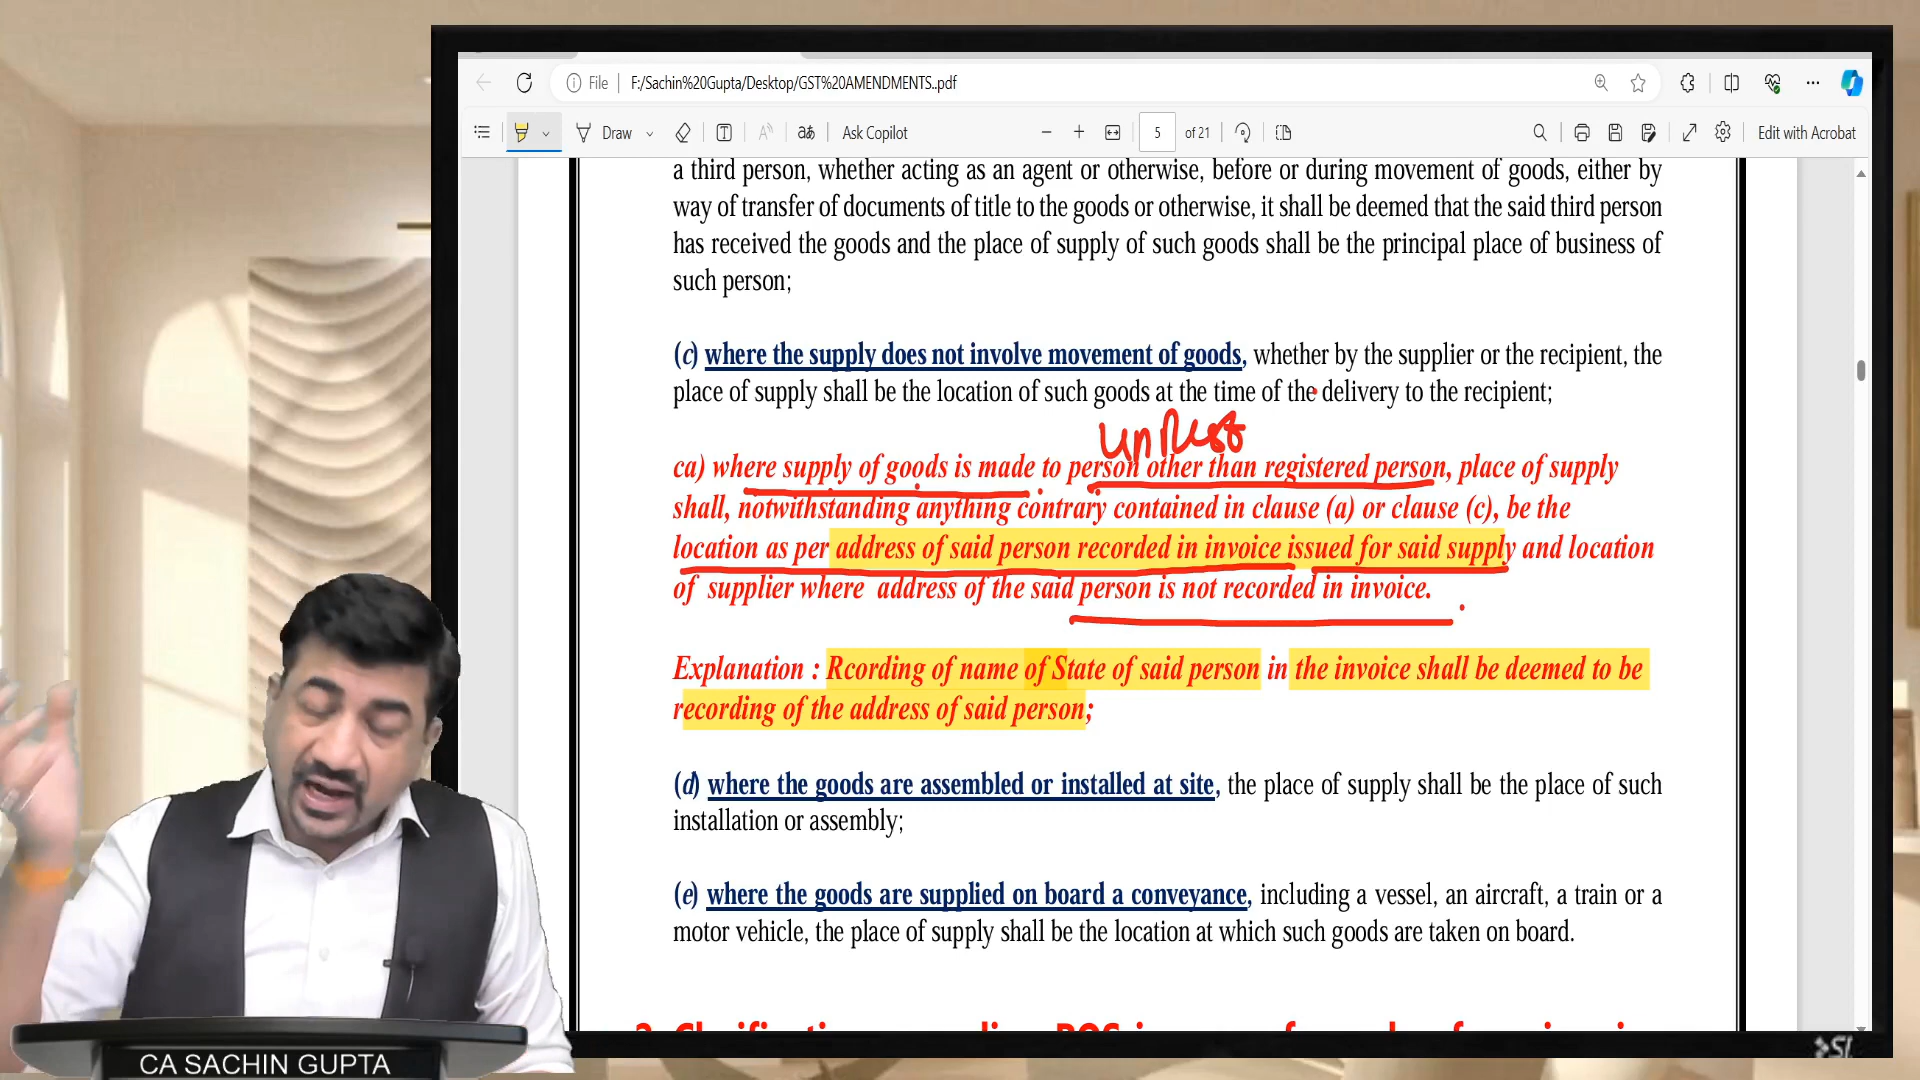 File
F:/Sachin%20Gupta/Desktop/GST%20AMENDMENTS..pdf
Draw
Ask Copilot
5 of 21
Edit with Acrobat
a third person, whether acting as an agent or otherwise, before or during movement of goods, either by
way of transfer of documents of title to the goods or otherwise, it shall be deemed that the said third person
has received the goods and the place of supply of such goods shall be the principal place of business of
such person;
(c) where the supply does not involve movement of goods, whether by the supplier or the recipient, the
place of supply shall be the location of such goods at the time of the delivery to the recipient;
ca) where supply of goods is made to person other than registered person, place of supply
shall, notwithstanding anything contrary contained in clause (a) or clause (c), be the
location as per address of said person recorded in invoice issued for said supply and location
of supplier where address of the said person is not recorded in invoice.
Explanation : Rcording of name of State of said person in the invoice shall be deemed to be
recording of the address of said person;
(d) where the goods are assembled or installed at site, the place of supply shall be the place of such
installation or assembly;
(e) where the goods are supplied on board a conveyance, including a vessel, an aircraft, a train or a
motor vehicle, the place of supply shall be the location at which such goods are taken on board.
CA SACHIN GUPTA